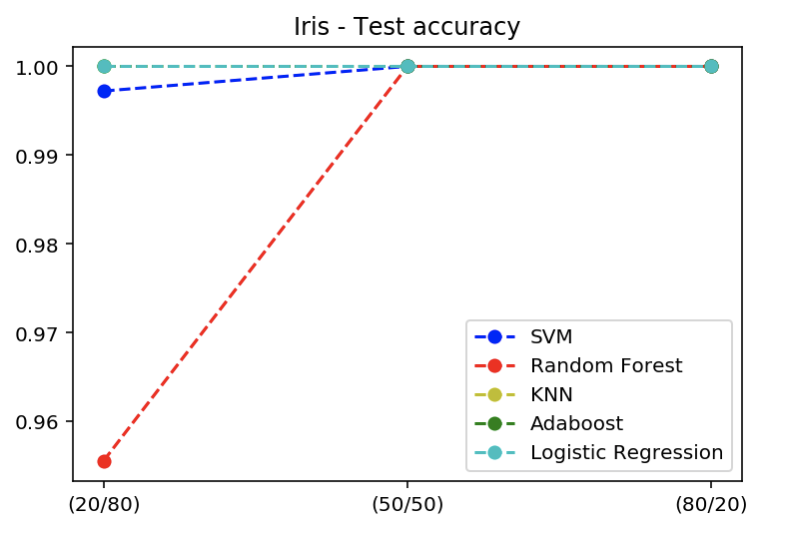 Iris - Test accuracy
1.00
0.99
0.98
0.97
0.96
SVM
Random Forest
KNN
Adaboost
Logistic Regression
(20/80)
(50/50)
(80/20)